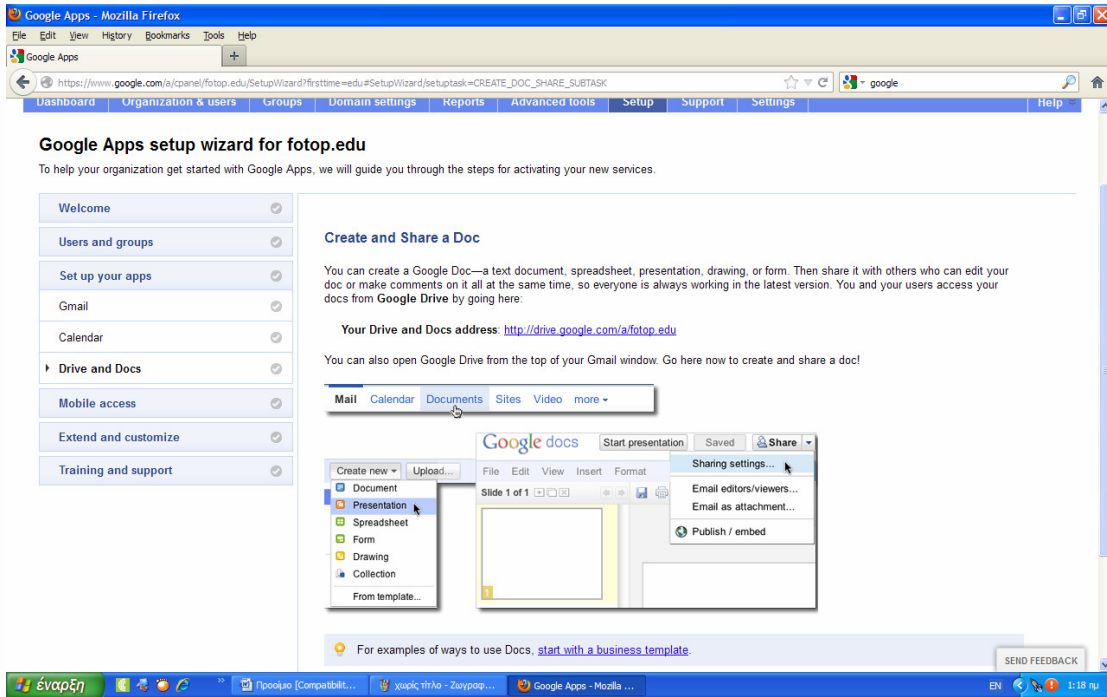 Google Apps - Mozilla Firefox
File Edit View History Bookmarks Tools Help
Google Apps
https://www.google.com/a/cpanel/fotop.edu/SetupWizard?firsttime=edu#SetupWizard/setuptask=CREATE_DOC_SHARE_SUBTASK
google
Dashboard Organization & users Groups Domain settings Reports Advanced tools Setup Support Settings Help
Google Apps setup wizard for fotop.edu
To help your organization get started with Google Apps, we will guide you through the steps for activating your new services.
Welcome
Users and groups
Set up your apps
Gmail
Calendar
Drive and Docs
Mobile access
Extend and customize
Training and support
Create and Share a Doc
You can create a Google Doc—a text document, spreadsheet, presentation, drawing, or form. Then share it with others who can edit your
doc or make comments on it all at the same time, so everyone is always working in the latest version. You and your users access your
docs from Google Drive by going here:
Your Drive and Docs address: http://drive.google.com/a/fotop.edu
You can also open Google Drive from the top of your Gmail window. Go here now to create and share a doc!
Mail Calendar Documents Sites Video more
Create new Upload...
Document
Presentation
Spreadsheet
Form
Drawing
Collection
From template...
Google docs Start presentation Saved Share
File Edit View Insert Format
Slide 1 of 1
1
Sharing settings...
Email editors/viewers...
Email as attachment...
Publish / embed
For examples of ways to use Docs, start with a business template.
SEND FEEDBACK
έναρξη
Προοίμιο [Compatibilit...
χωρίς τίτλο - Ζωγραφ...
Google Apps - Mozilla ...
EN
1:18 πμ